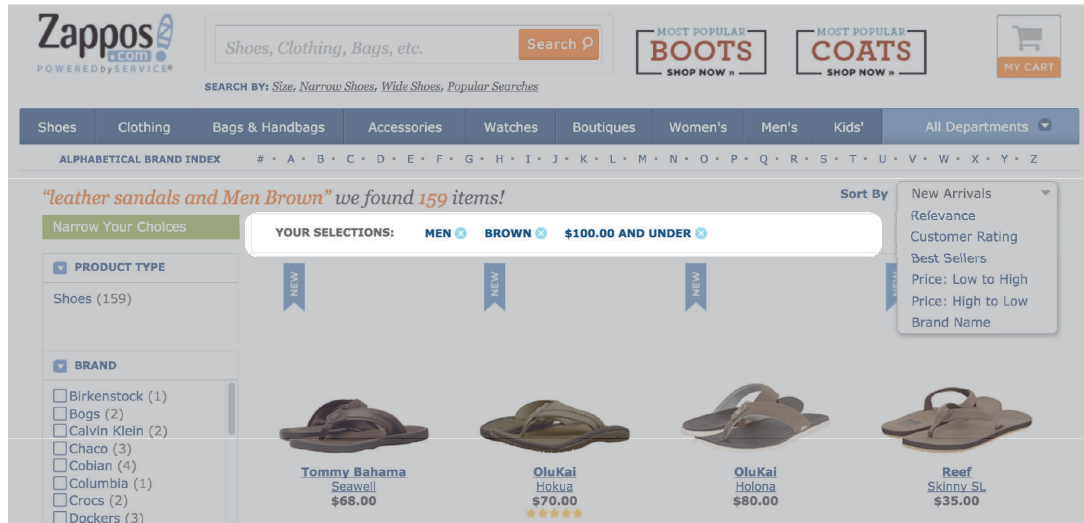 Zappos
.com
POWERED by SERVICE®
Shoes, Clothing, Bags, etc.
Search
MOST POPULAR
BOOTS
SHOP NOW »
MOST POPULAR
COATS
SHOP NOW »
MY CART
SEARCH BY: Size, Narrow Shoes, Wide Shoes, Popular Searches
Shoes Clothing Bags & Handbags Accessories Watches Boutiques Women's Men's Kids' All Departments
ALPHABETICAL BRAND INDEX # · A · B · C · D · E · F · G · H · I · J · K · L · M · N · O · P · Q · R · S · T · U · V · W · X · Y · Z
"leather sandals and Men Brown" we found 159 items!
Sort By
New Arrivals
Relevance
Customer Rating
Best Sellers
Price: Low to High
Price: High to Low
Brand Name
Narrow Your Choices
YOUR SELECTIONS: MEN BROWN $100.00 AND UNDER
PRODUCT TYPE
Shoes (159)
BRAND
Birkenstock (1)
Bogs (2)
Calvin Klein (2)
Chaco (3)
Cobian (4)
Columbia (1)
Crocs (2)
Dockers (3)
NEW
NEW
NEW
NEW
Tommy Bahama
Seawell
$68.00
OluKai
Hokua
$70.00
OluKai
Holona
$80.00
Reef
Skinny SL
$35.00